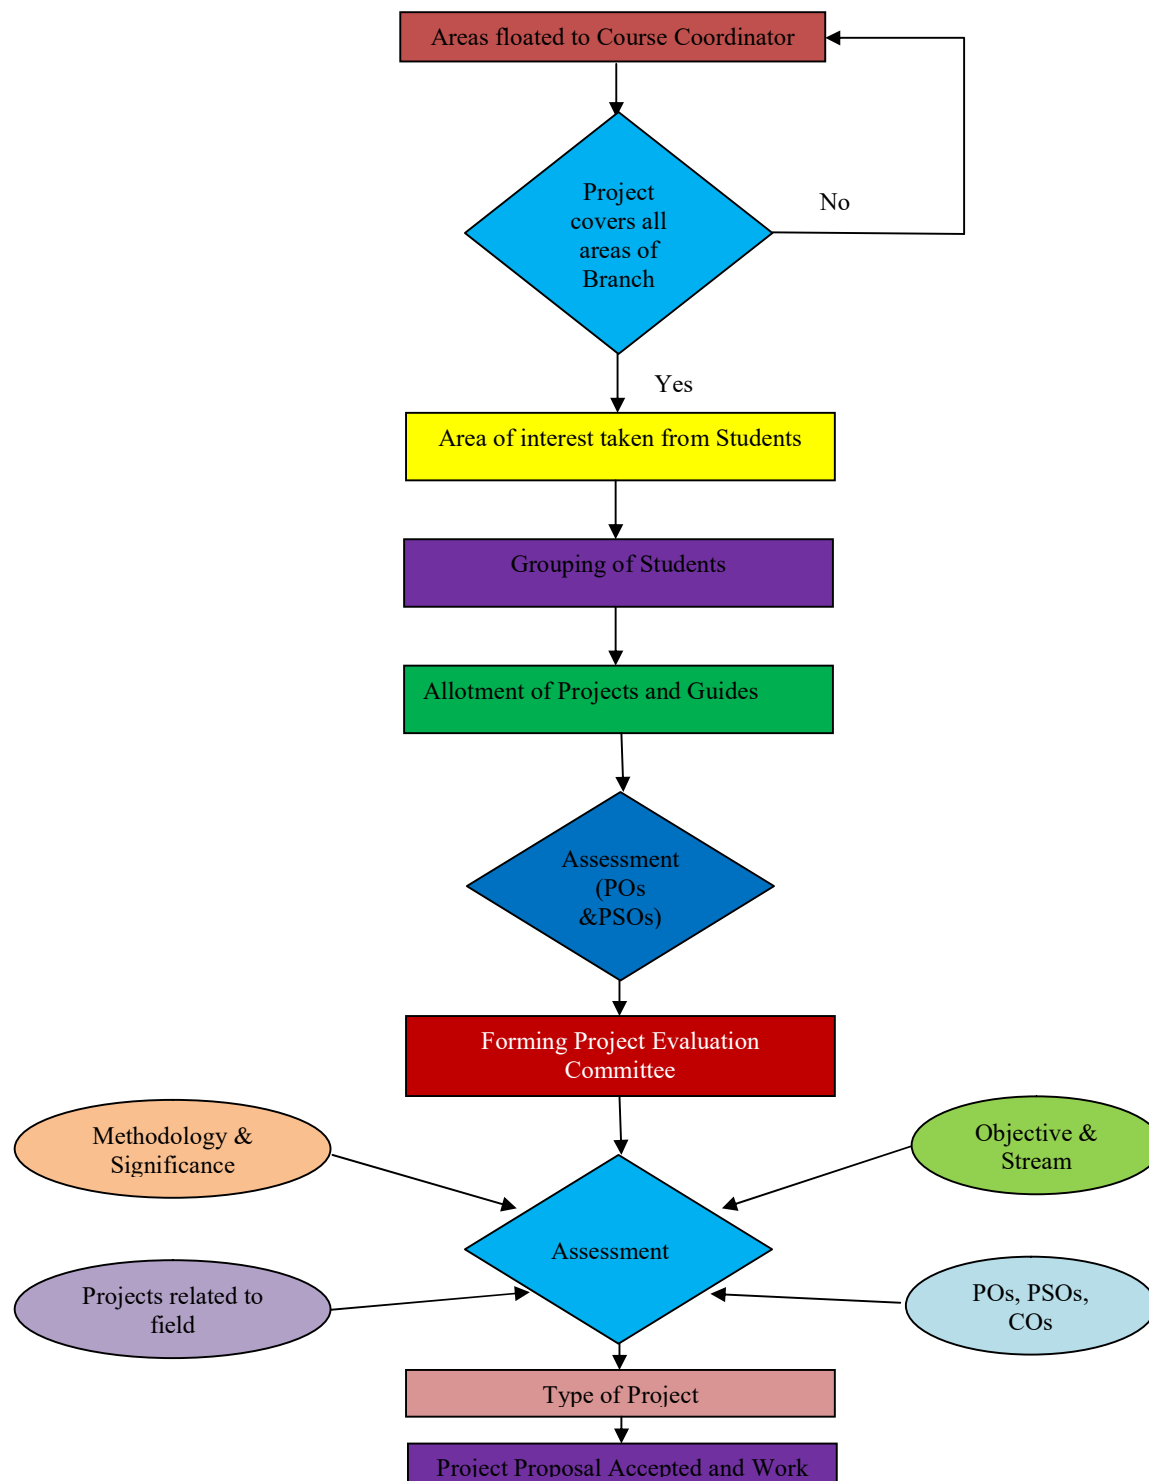 Areas floated to Course Coordinator
Project
covers all
areas of
Branch
No
Yes
Area of interest taken from Students
Grouping of Students
Allotment of Projects and Guides
Assessment
(POs
&PSOs)
Forming Project Evaluation
Committee
Methodology &
Significance
Objective &
Stream
Assessment
Projects related to
field
POs, PSOs,
COs
Type of Project
Project Proposal Accepted and Work